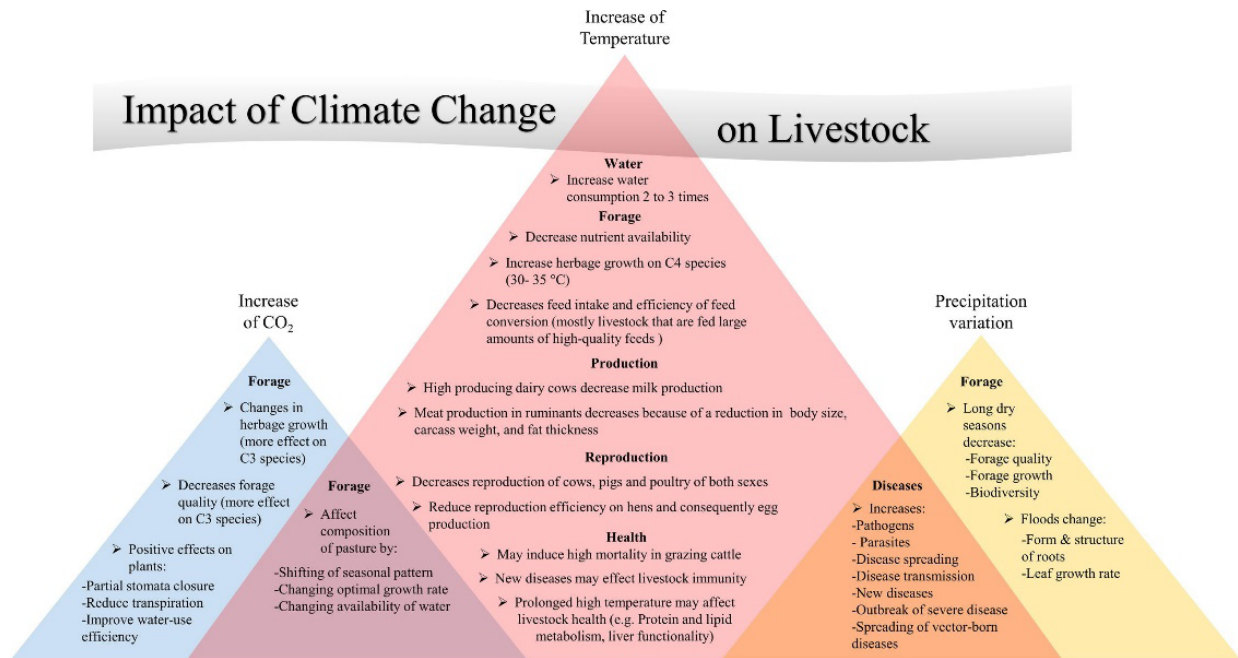 Increase of
Temperature
Impact of Climate Change
on Livestock
Water
➤ Increase water
consumption 2 to 3 times
Forage
➤ Decrease nutrient availability
➤ Increase herbage growth on C4 species
(30- 35 °C)
➤ Decreases feed intake and efficiency of feed
conversion (mostly livestock that are fed large
amounts of high-quality feeds )
Production
➤ High producing dairy cows decrease milk production
➤ Meat production in ruminants decreases because of a reduction in body size,
carcass weight, and fat thickness
Reproduction
➤ Decreases reproduction of cows, pigs and poultry of both sexes
➤ Reduce reproduction efficiency on hens and consequently egg
production
Health
➤ May induce high mortality in grazing cattle
➤ New diseases may effect livestock immunity
➤ Prolonged high temperature may affect
livestock health (e.g. Protein and lipid
metabolism, liver functionality)
Increase
of CO₂
Forage
➤ Changes in
herbage growth
(more effect on
C3 species)
➤ Decreases forage
quality (more effect
on C3 species)
➤ Positive effects on
plants:
-Partial stomata closure
-Reduce transpiration
-Improve water-use
efficiency
Forage
➤ Affect
composition
of pasture by:
-Shifting of seasonal pattern
-Changing optimal growth rate
-Changing availability of water
Precipitation
variation
Forage
➤ Long dry
seasons
decrease:
-Forage quality
-Forage growth
-Biodiversity
➤ Floods change:
-Form & structure
of roots
-Leaf growth rate
Diseases
➤ Increases:
-Pathogens
- Parasites
-Disease spreading
-Disease transmission
-New diseases
-Outbreak of severe disease
-Spreading of vector-born
diseases